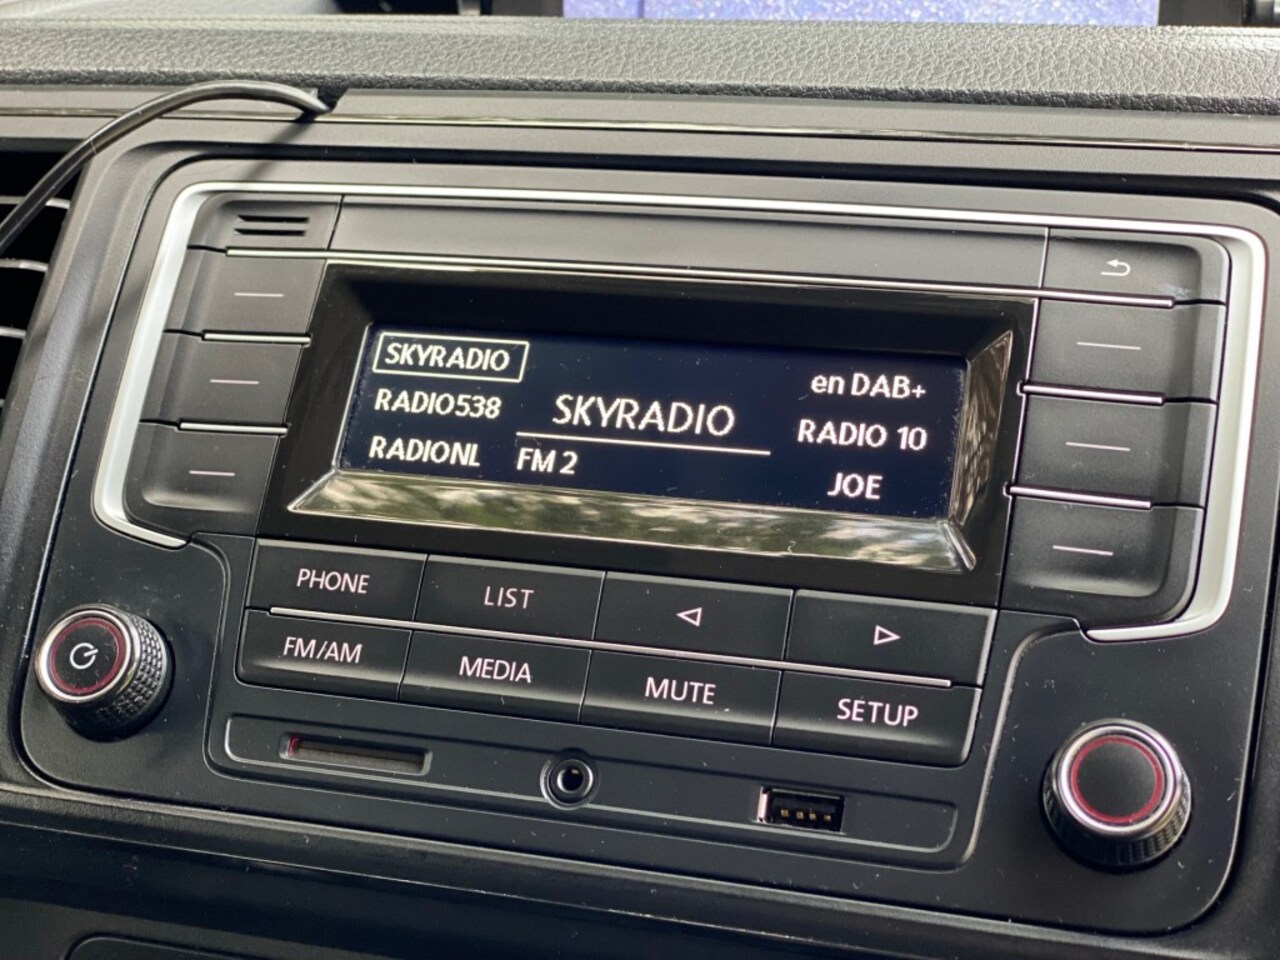 SKYRADIO
RADIO538
RADIONL
SKYRADIO
FM 2
en DAB+
RADIO 10
JOE
PHONE
LIST
FM/AM
MEDIA
MUTE
SETUP